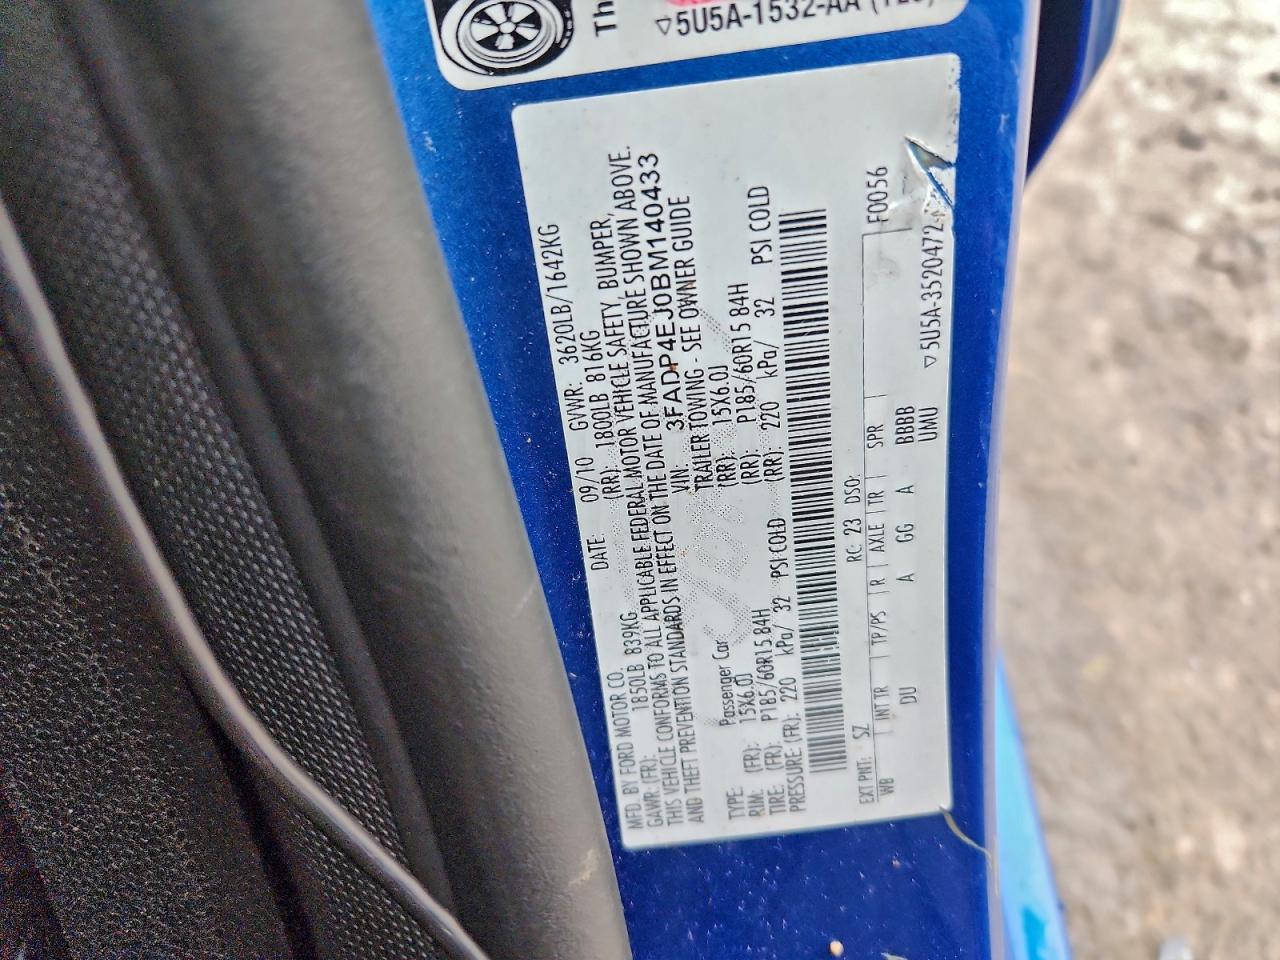 Th
▽5U5A-1532-AA
MFD. BY FORD MOTOR CO.
DATE: 09/10 GVWR: 3620LB/1642KG
GAWR: (FR): 1850LB 839KG (RR): 1800LB 816KG
THIS VEHICLE CONFORMS TO ALL APPLICABLE FEDERAL MOTOR VEHICLE SAFETY, BUMPER,
AND THEFT PREVENTION STANDARDS IN EFFECT ON THE DATE OF MANUFACTURE SHOWN ABOVE.
VIN: 3FADP4EJ0BM140433
TYPE: Passenger Car TRAILER TOWING - SEE OWNER GUIDE
RIM: (FR): 15X6.0J (RR): 15X6.0J
TIRE: (FR): P185/60R15 84H (RR): P185/60R15 84H
PRESSURE: (FR): 220 kPa/ 32 PSI COLD (RR): 220 kPa/ 32 PSI COLD
EXT PNT: SZ RC: 23 DSO: F0056
WB INT TR TP/PS R AXLE TR SPR
DU A GG A BBBB
UMU ▽5U5A-3520472-